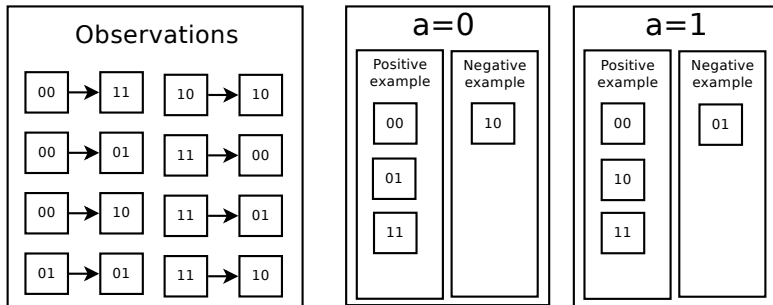 Observations
00 11
10 10
00 01
11 00
00 10
11 01
01 01
11 10
a=0
Positive
example
00
01
11
Negative
example
10
a=1
Positive
example
00
10
11
Negative
example
01